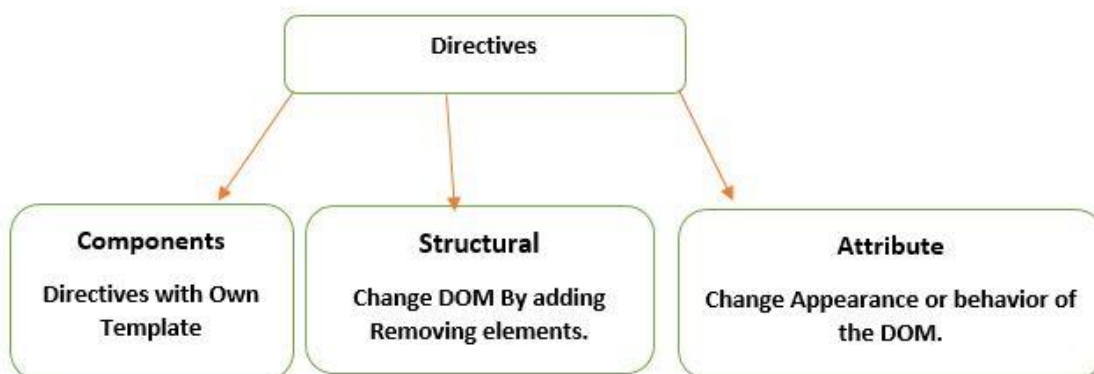 Directives
Components
Directives with Own
Template
Structural
Change DOM By adding
Removing elements.
Attribute
Change Appearance or behavior of
the DOM.